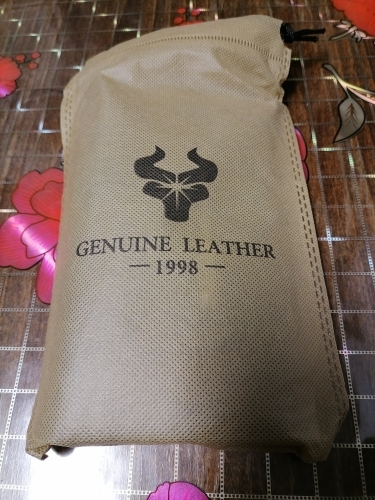 GENUINE LEATHER
— 1998 —